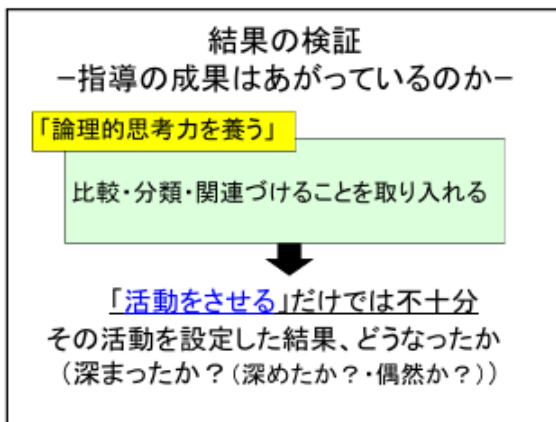 結果の検証
－指導の成果はあがっているのか－
「論理的思考力を養う」
比較・分類・関連づけることを取り入れる
「活動をさせる」だけでは不十分
その活動を設定した結果、どうなったか
（深まったか？（深めたか？・偶然か？））